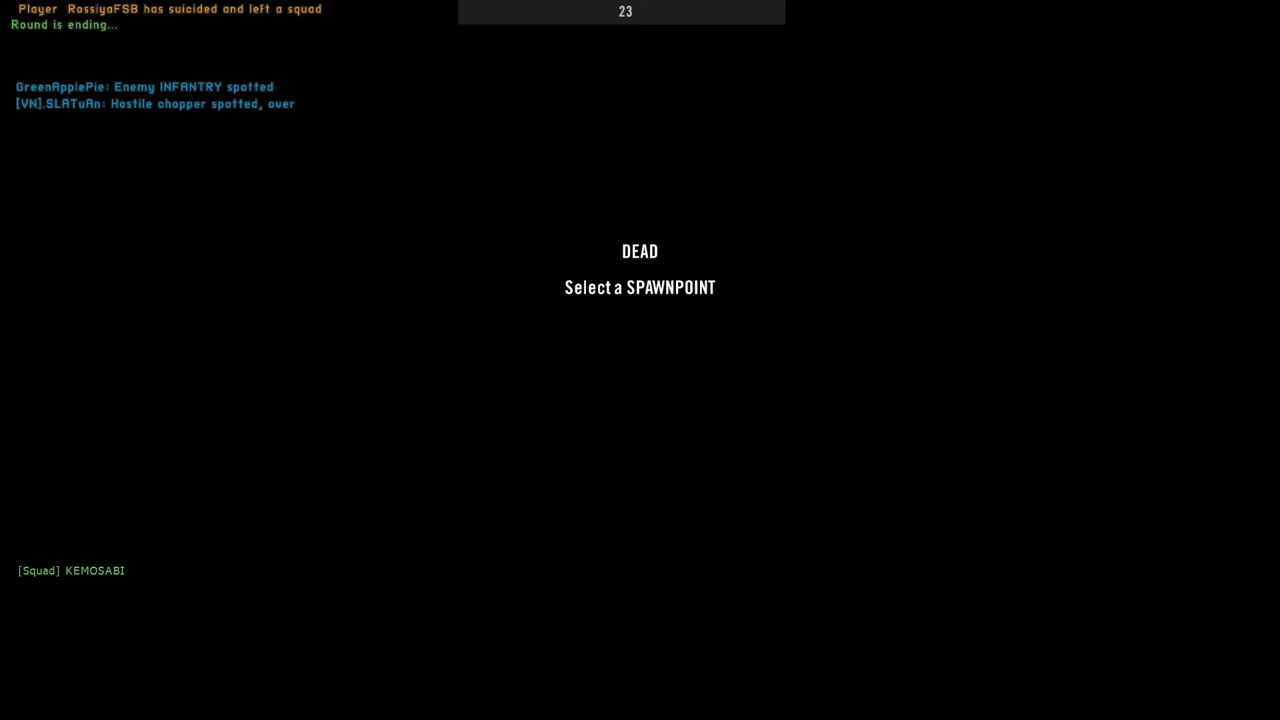 Player RossiyaFSB has suicided and left a squad
23
Round is ending...
GreenApplePie: Enemy INFANTRY spotted
[VN].SLATuAn: Hostile chopper spotted, over
DEAD
Select a SPAWNPOINT
[Squad] KEMOSABI